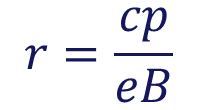 r = cp / eB